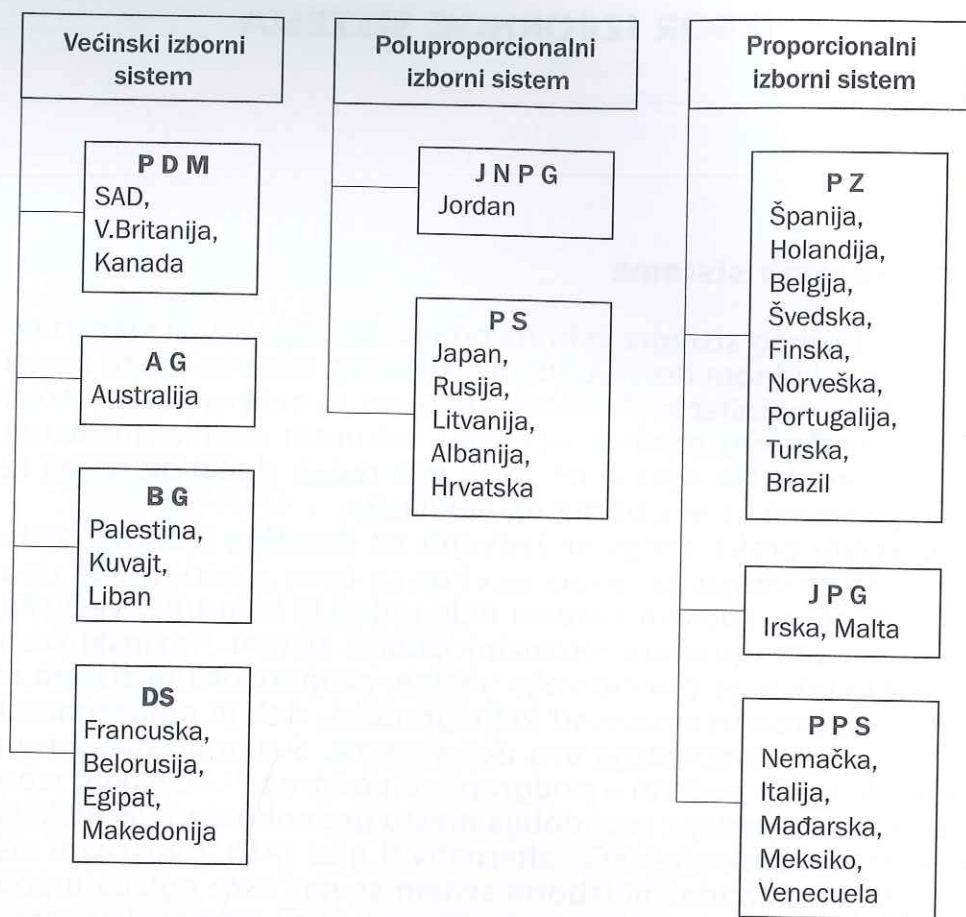 Većinski izborni
sistem
P D M
SAD,
V.Britanija,
Kanada
A G
Australija
B G
Palestina,
Kuvajt,
Liban
DS
Francuska,
Belorusija,
Egipat,
Makedonija
Poluproporcionalni
izborni sistem
J N P G
Jordan
P S
Japan,
Rusija,
Litvanija,
Albanija,
Hrvatska
Proporcionalni
izborni sistem
P Z
Španija,
Holandija,
Belgija,
Švedska,
Finska,
Norveška,
Portugalija,
Turska,
Brazil
J P G
Irska, Malta
P P S
Nemačka,
Italija,
Mađarska,
Meksiko,
Venecuela